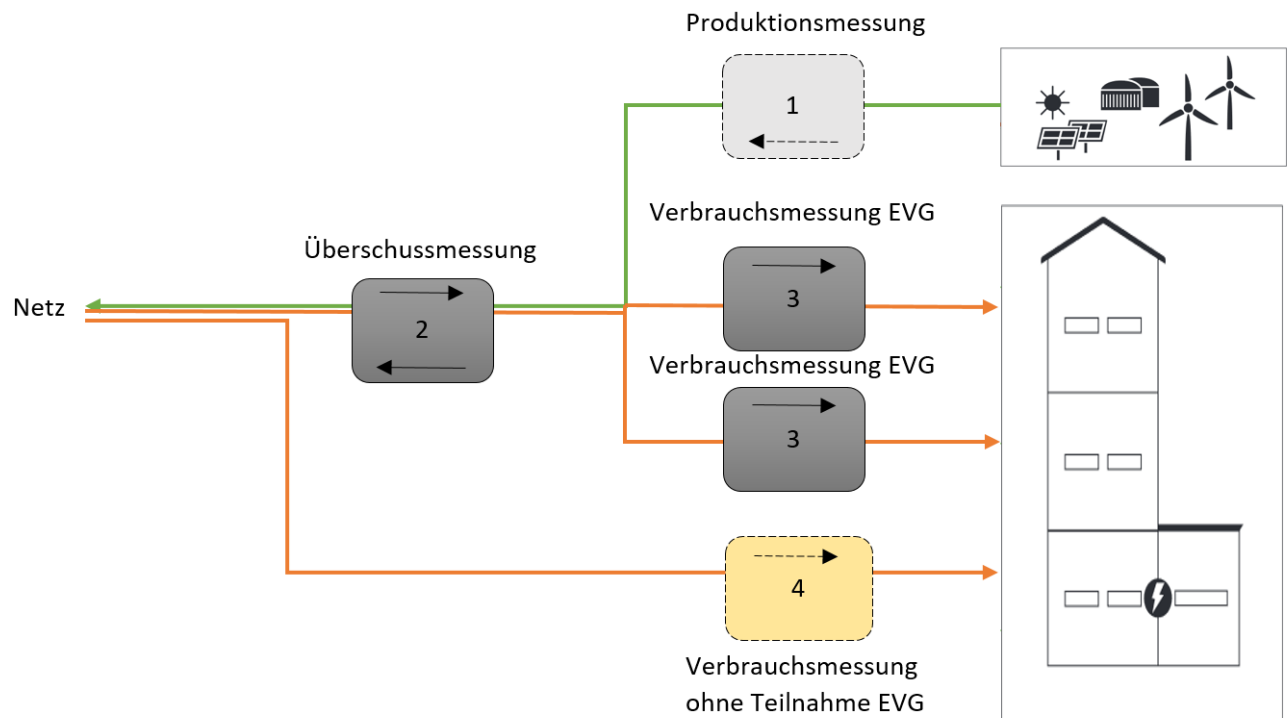 Produktionsmessung
1
Verbrauchsmessung EVG
3
Überschussmessung
2
Netz
Verbrauchsmessung EVG
3
4
Verbrauchsmessung
ohne Teilnahme EVG